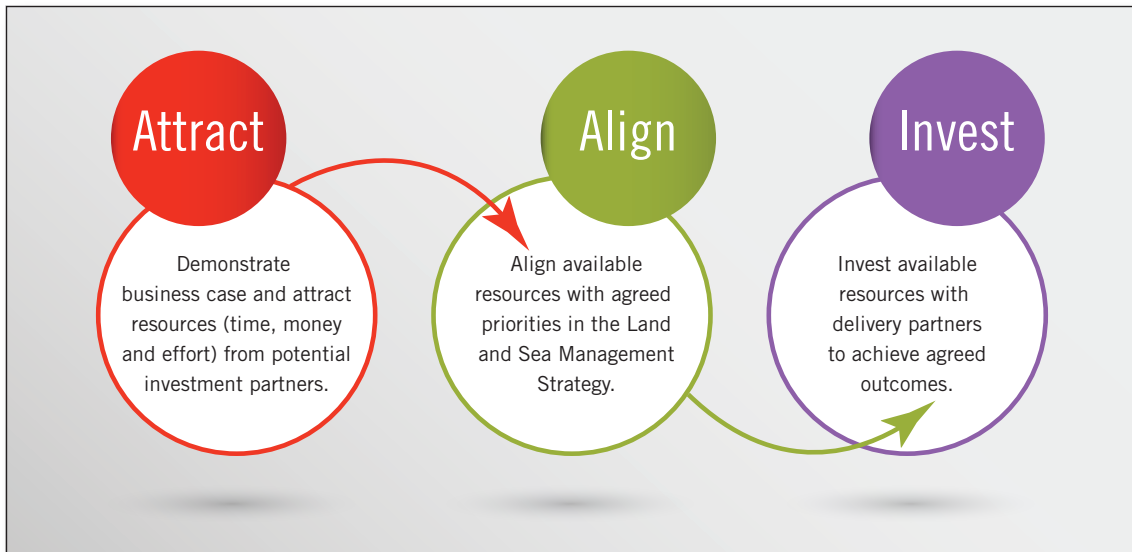 Attract
Demonstrate
business case and attract
resources (time, money
and effort) from potential
investment partners.
Align
Align available
resources with agreed
priorities in the Land
and Sea Management
Strategy.
Invest
Invest available
resources with
delivery partners
to achieve agreed
outcomes.